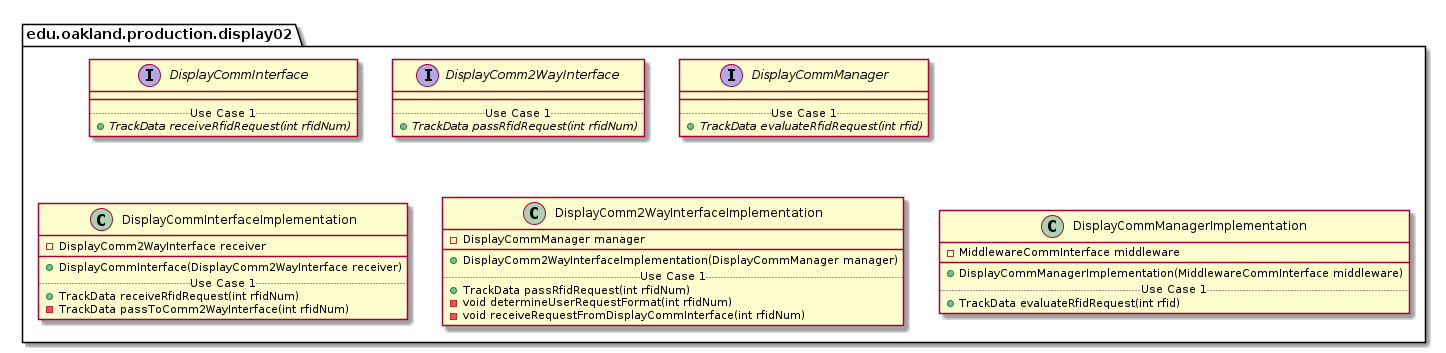 edu.oakland.production.display02
I DisplayCommInterface
Use Case 1
TrackData receiveRfidRequest(int rfidNum)
I DisplayComm2WayInterface
Use Case 1
TrackData passRfidRequest(int rfidNum)
I DisplayCommManager
Use Case 1
TrackData evaluateRfidRequest(int rfid)
C DisplayCommInterfaceImplementation
DisplayComm2WayInterface receiver
DisplayCommInterface(DisplayComm2WayInterface receiver)
Use Case 1
TrackData receiveRfidRequest(int rfidNum)
TrackData passToComm2WayInterface(int rfidNum)
C DisplayComm2WayInterfaceImplementation
DisplayCommManager manager
DisplayComm2WayInterfaceImplementation(DisplayCommManager manager)
Use Case 1
TrackData passRfidRequest(int rfidNum)
void determineUserRequestFormat(int rfidNum)
void receiveRequestFromDisplayCommInterface(int rfidNum)
C DisplayCommManagerImplementation
MiddlewareCommInterface middleware
DisplayCommManagerImplementation(MiddlewareCommInterface middleware)
Use Case 1
TrackData evaluateRfidRequest(int rfid)